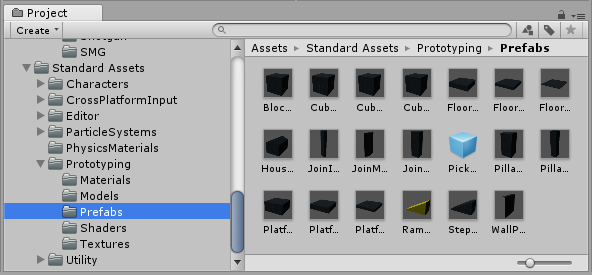 Project
Create
Shotgun
SMG
Standard Assets
Characters
CrossPlatformInput
Editor
ParticleSystems
PhysicsMaterials
Prototyping
Materials
Models
Prefabs
Shaders
Textures
Utility
Assets Standard Assets Prototyping Prefabs
Bloc... Cub... Cub... Cub... Floor... Floor... Floor...
Hous... JoinI... JoinM... Join... Pick... Pilla... Pilla...
Platf... Platf... Platf... Ram... Step... WallP...